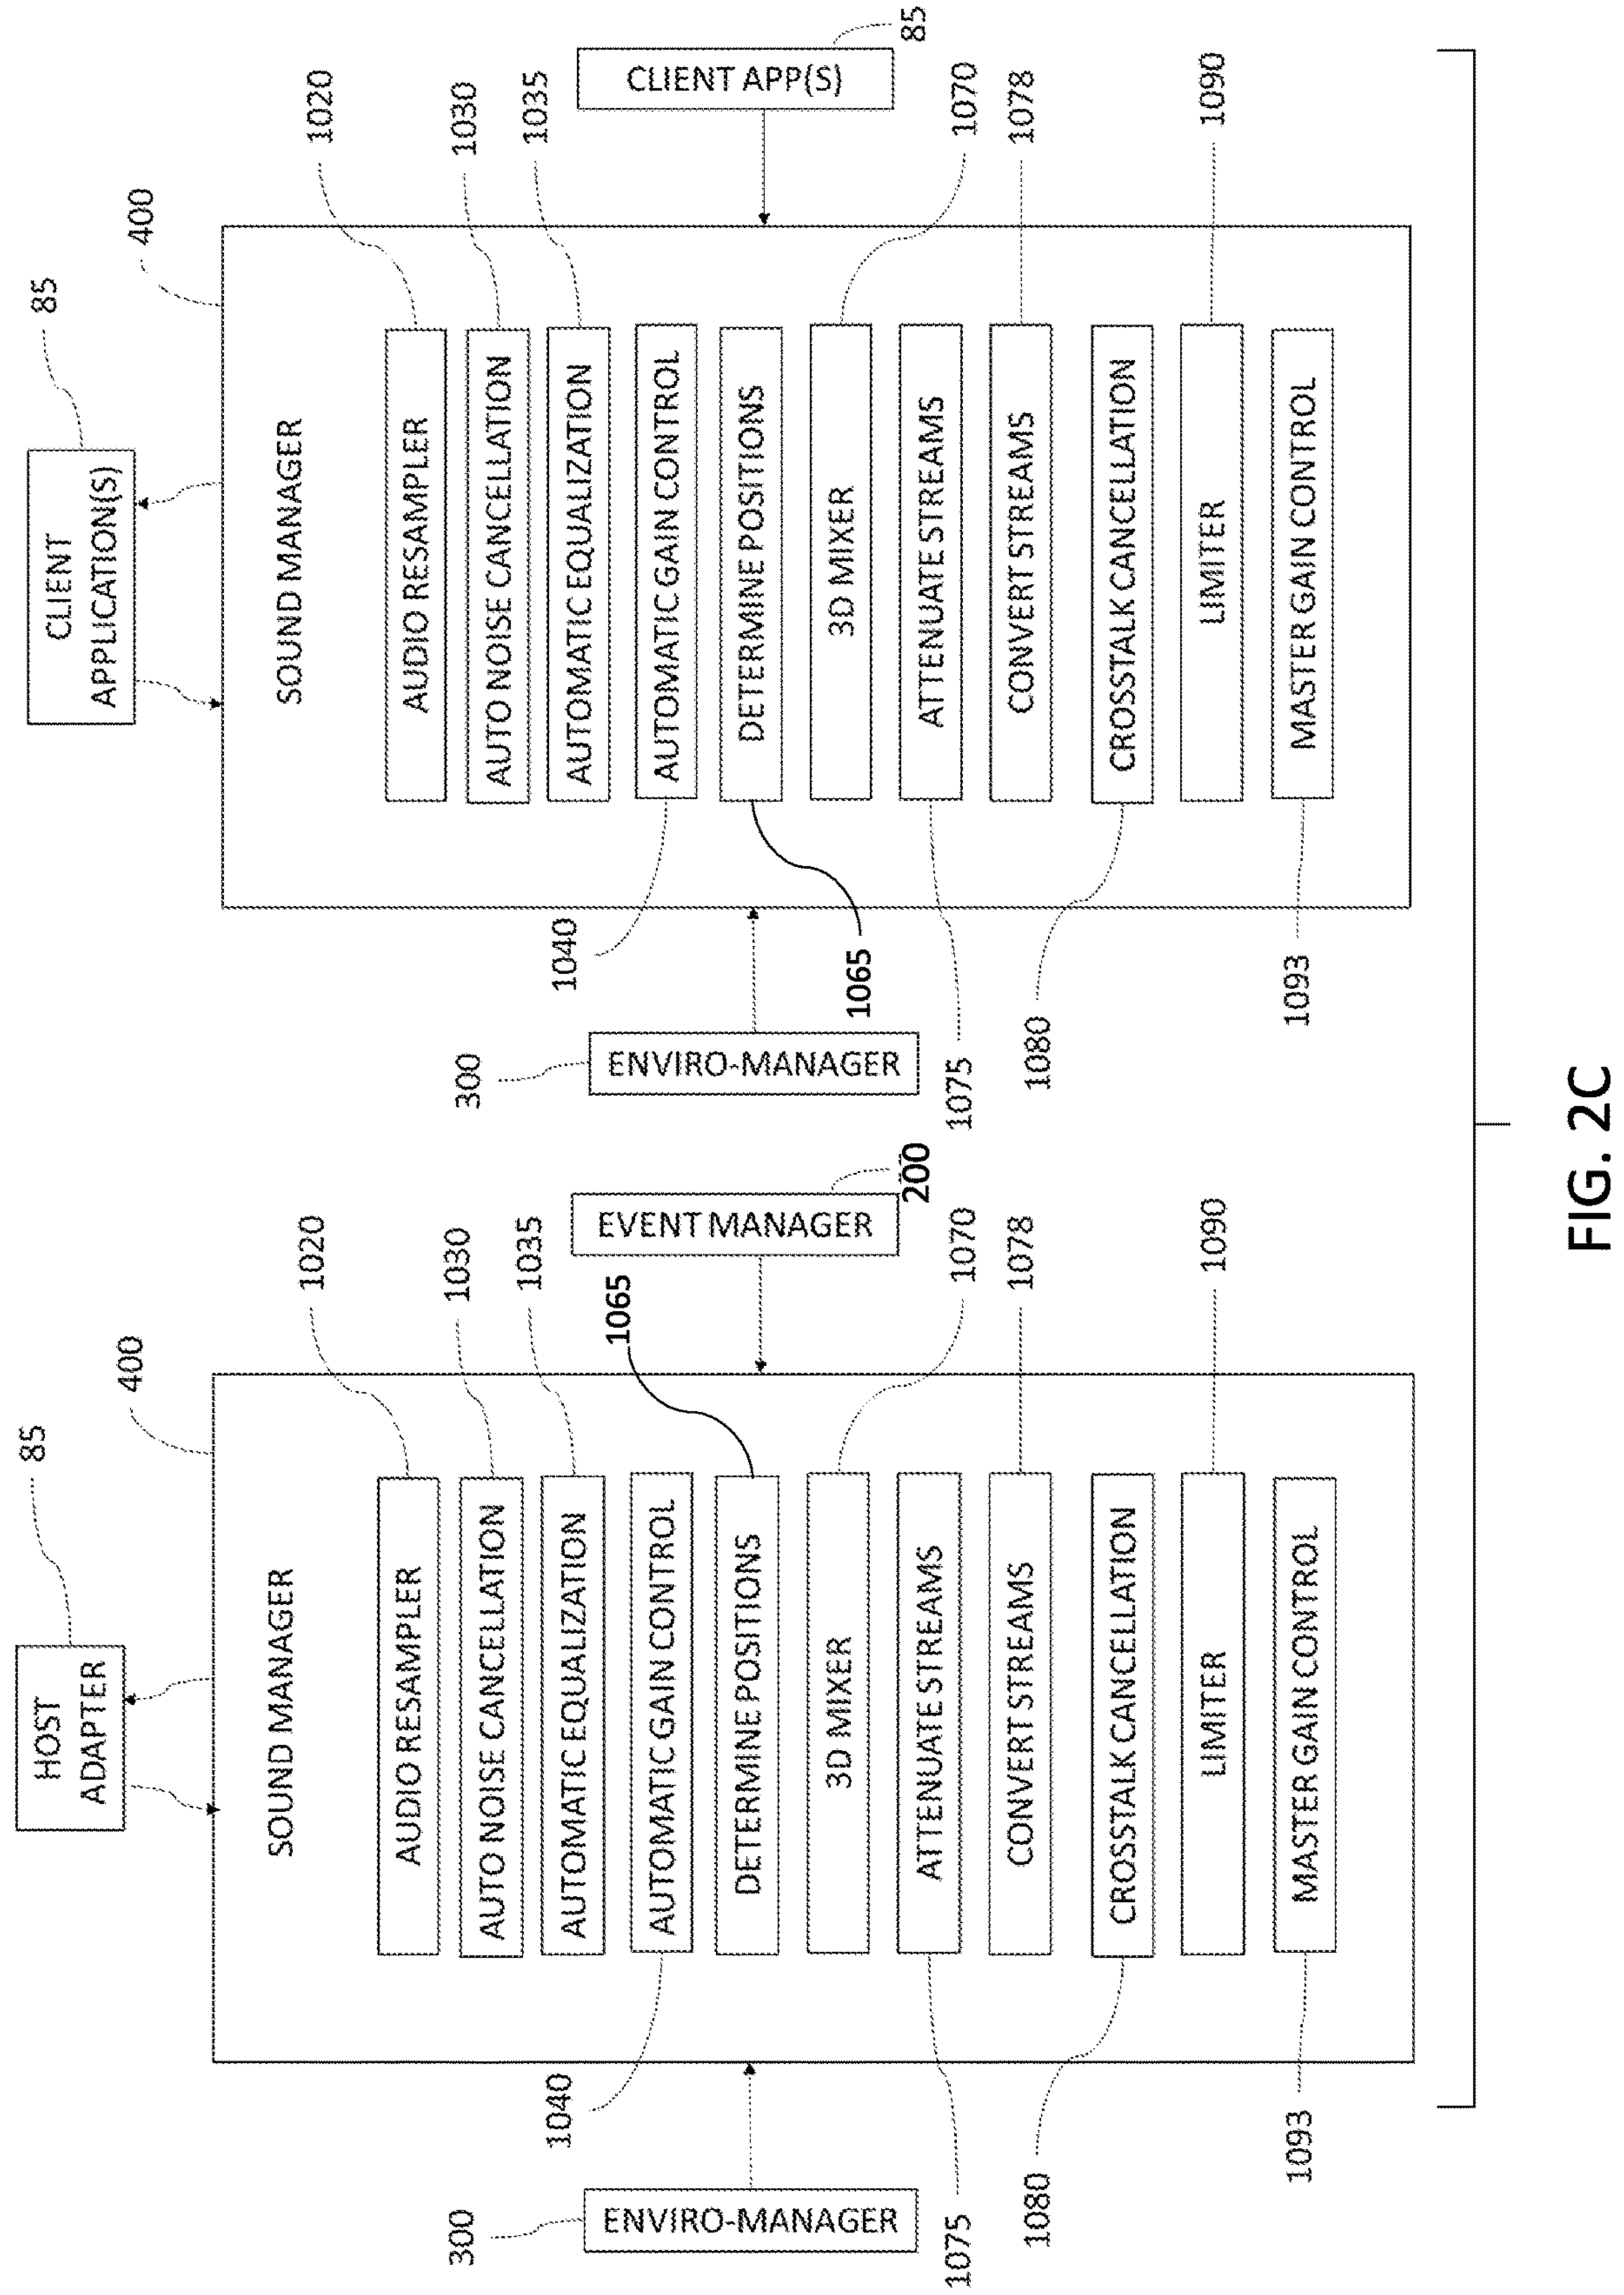 HOST
ADAPTER
85
400
SOUND MANAGER
AUDIO RESAMPLER
1020
AUTO NOISE CANCELLATION
1030
AUTOMATIC EQUALIZATION
1035
AUTOMATIC GAIN CONTROL
1040
DETERMINE POSITIONS
1065
3D MIXER
1070
ATTENUATE STREAMS
1075
CONVERT STREAMS
1078
CROSSTALK CANCELLATION
1080
LIMITER
1090
MASTER GAIN CONTROL
1093
300
ENVIRO-MANAGER
EVENT MANAGER
200
CLIENT
APPLICATION(S)
85
400
SOUND MANAGER
AUDIO RESAMPLER
1020
AUTO NOISE CANCELLATION
1030
AUTOMATIC EQUALIZATION
1035
AUTOMATIC GAIN CONTROL
1040
DETERMINE POSITIONS
1065
3D MIXER
1070
ATTENUATE STREAMS
1075
CONVERT STREAMS
1078
CROSSTALK CANCELLATION
1080
LIMITER
1090
MASTER GAIN CONTROL
1093
300
ENVIRO-MANAGER
CLIENT APP(S)
85
FIG. 2C